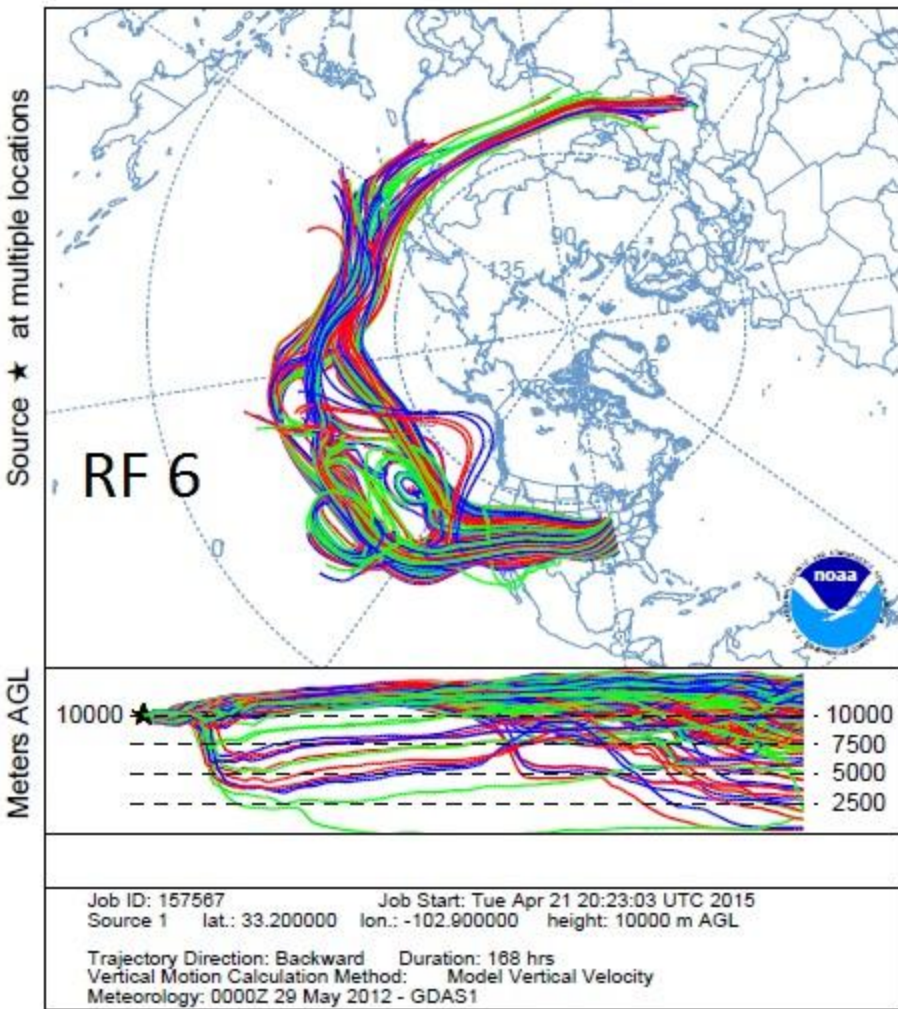 Source ★ at multiple locations
90
45
135
0
45
RF 6
0
noaa
Meters AGL
10000
10000
7500
5000
2500
Job ID: 157567 Job Start: Tue Apr 21 20:23:03 UTC 2015
Source 1 lat.: 33.200000 lon.: -102.900000 height: 10000 m AGL
Trajectory Direction: Backward Duration: 168 hrs
Vertical Motion Calculation Method: Model Vertical Velocity
Meteorology: 0000Z 29 May 2012 - GDAS1